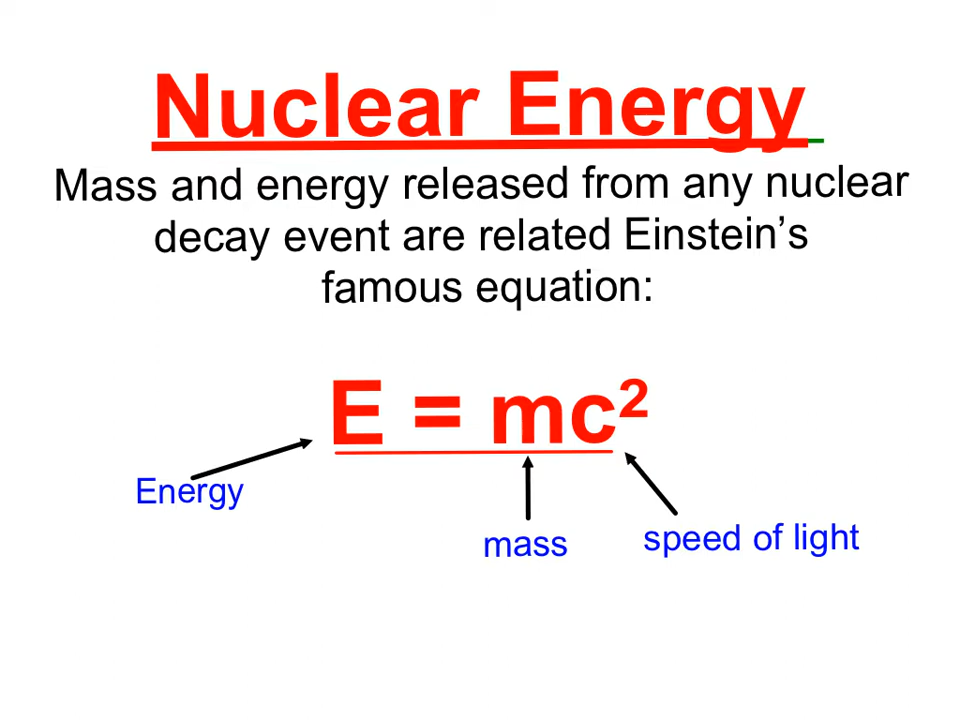 Nuclear Energy
Mass and energy released from any nuclear
decay event are related Einstein’s
famous equation:
E = mc²
Energy
mass
speed of light